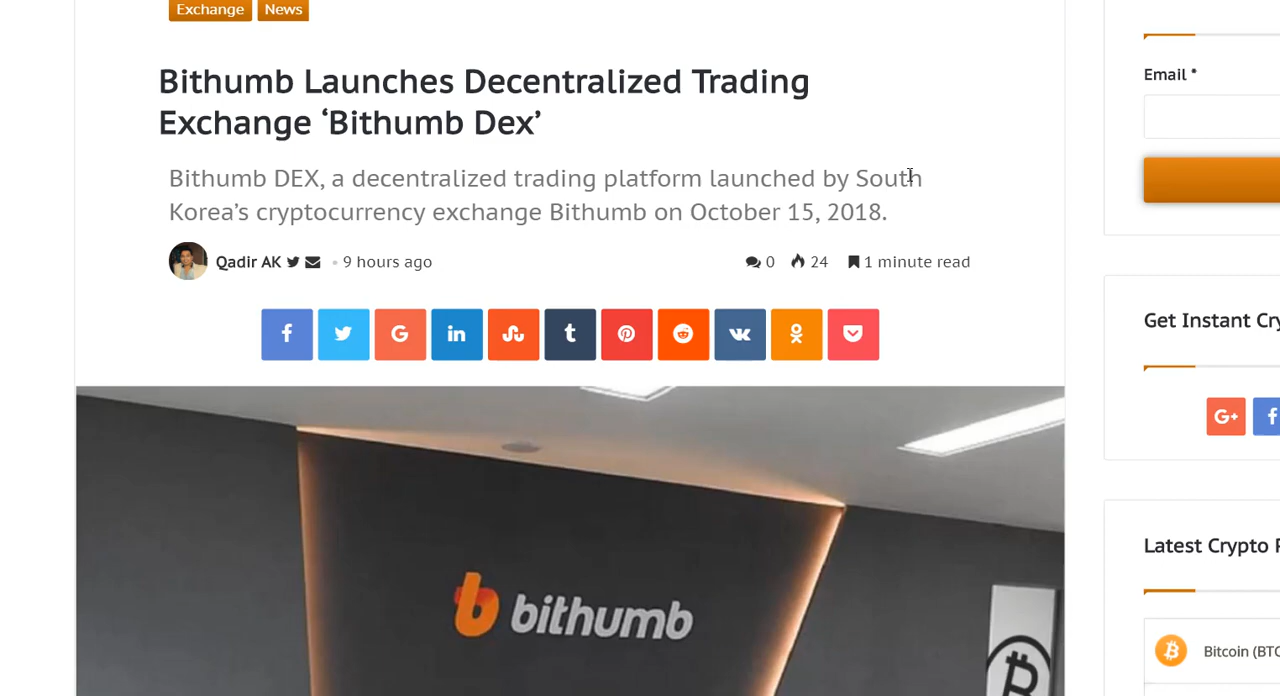 Exchange News
Bithumb Launches Decentralized Trading
Exchange ‘Bithumb Dex’
Bithumb DEX, a decentralized trading platform launched by South
Korea’s cryptocurrency exchange Bithumb on October 15, 2018.
Qadir AK 9 hours ago 0 24 1 minute read
bithumb
Email *
Get Instant Cry
Latest Crypto P
Bitcoin (BTC